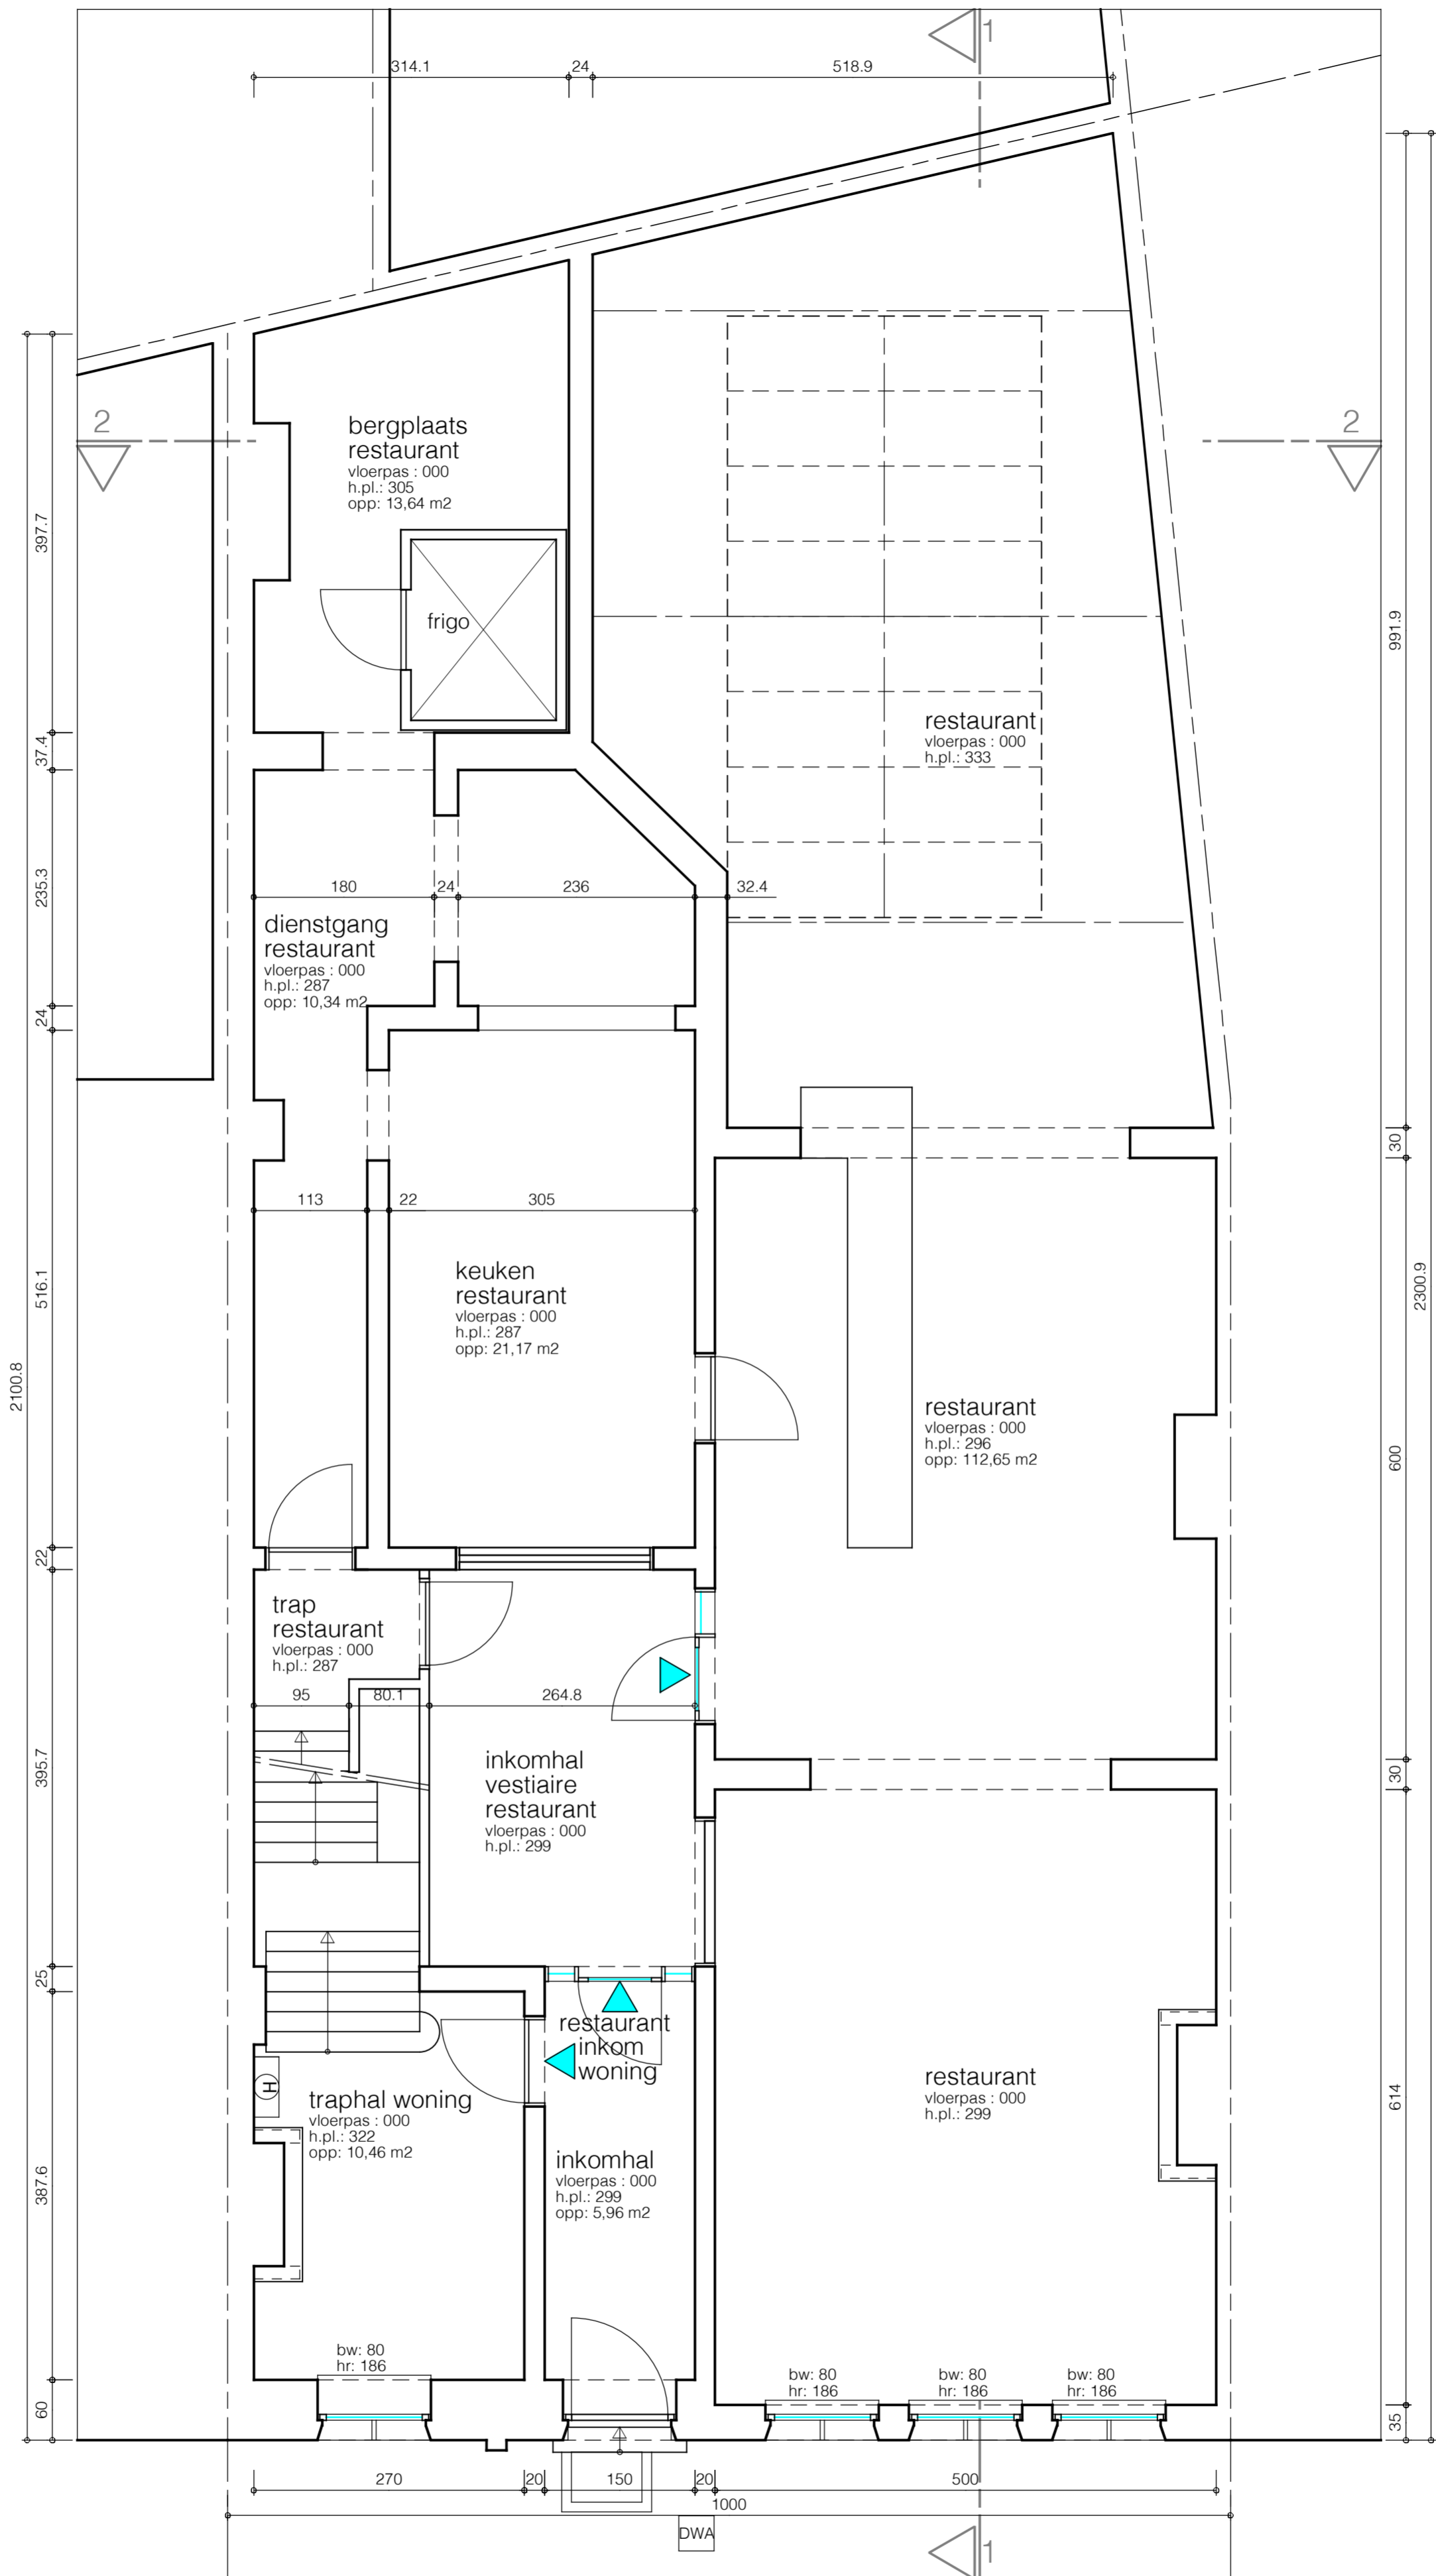 1
314.1
24
518.9
2
2
bergplaats
restaurant
vloerpas : 000
h.pl.: 305
opp: 13,64 m2
397.7
frigo
991.9
restaurant
vloerpas : 000
h.pl.: 333
37.4
235.3
180
24
236
32.4
dienstgang
restaurant
vloerpas : 000
h.pl.: 287
opp: 10,34 m2
24
30
113
22
305
516.1
keuken
restaurant
vloerpas : 000
h.pl.: 287
opp: 21,17 m2
2300.9
2100.8
restaurant
vloerpas : 000
h.pl.: 296
opp: 112,65 m2
600
22
trap
restaurant
vloerpas : 000
h.pl.: 287
95
80.1
264.8
395.7
inkomhal
vestiaire
restaurant
vloerpas : 000
h.pl.: 299
30
25
restaurant
inkom
woning
H
traphal woning
vloerpas : 000
h.pl.: 322
opp: 10,46 m2
restaurant
vloerpas : 000
h.pl.: 299
614
387.6
inkomhal
vloerpas : 000
h.pl.: 299
opp: 5,96 m2
bw: 80
hr: 186
bw: 80
hr: 186
bw: 80
hr: 186
bw: 80
hr: 186
60
35
270
20
150
20
500
1000
DWA
1